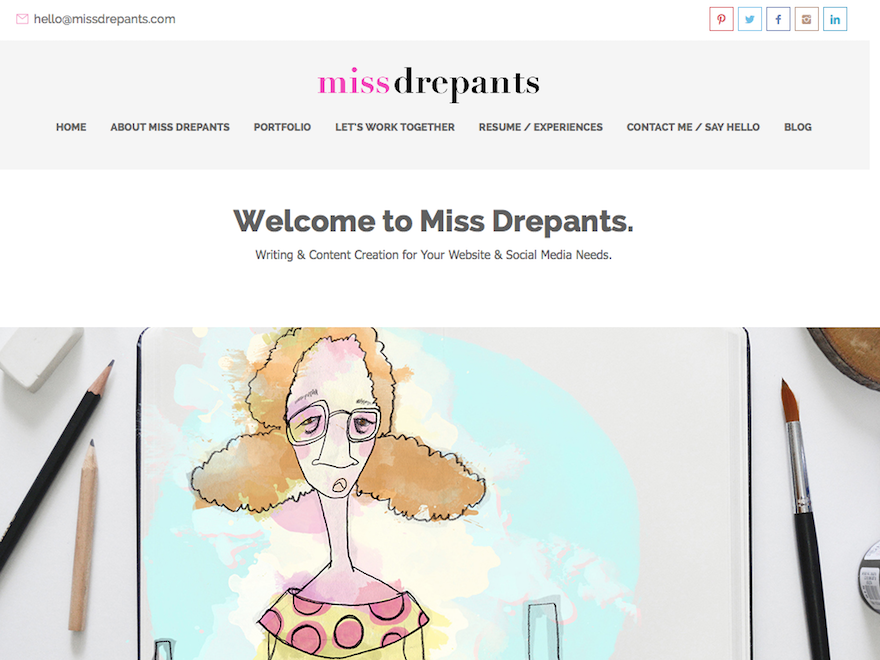 hello@missdrepants.com
missdrepants
HOME ABOUT MISS DREPANTS PORTFOLIO LET'S WORK TOGETHER RESUME / EXPERIENCES CONTACT ME / SAY HELLO BLOG
Welcome to Miss Drepants.
Writing & Content Creation for Your Website & Social Media Needs.